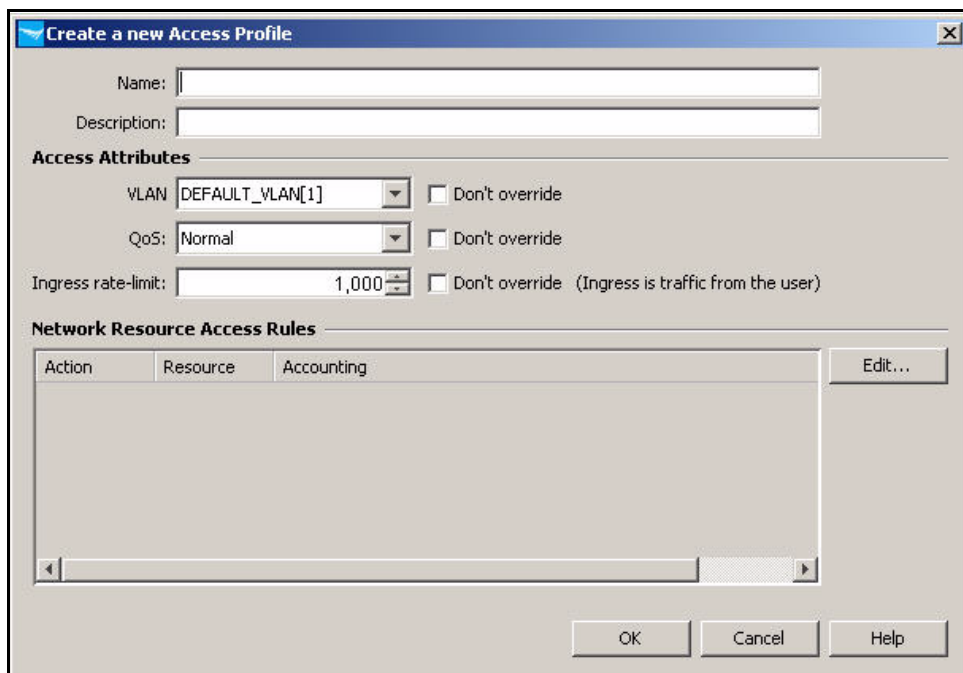 Create a new Access Profile
Name:
Description:
Access Attributes
VLAN DEFAULT_VLAN[1] Don't override
QoS: Normal Don't override
Ingress rate-limit: 1,000 Don't override (Ingress is traffic from the user)
Network Resource Access Rules
Action Resource Accounting Edit...
OK Cancel Help